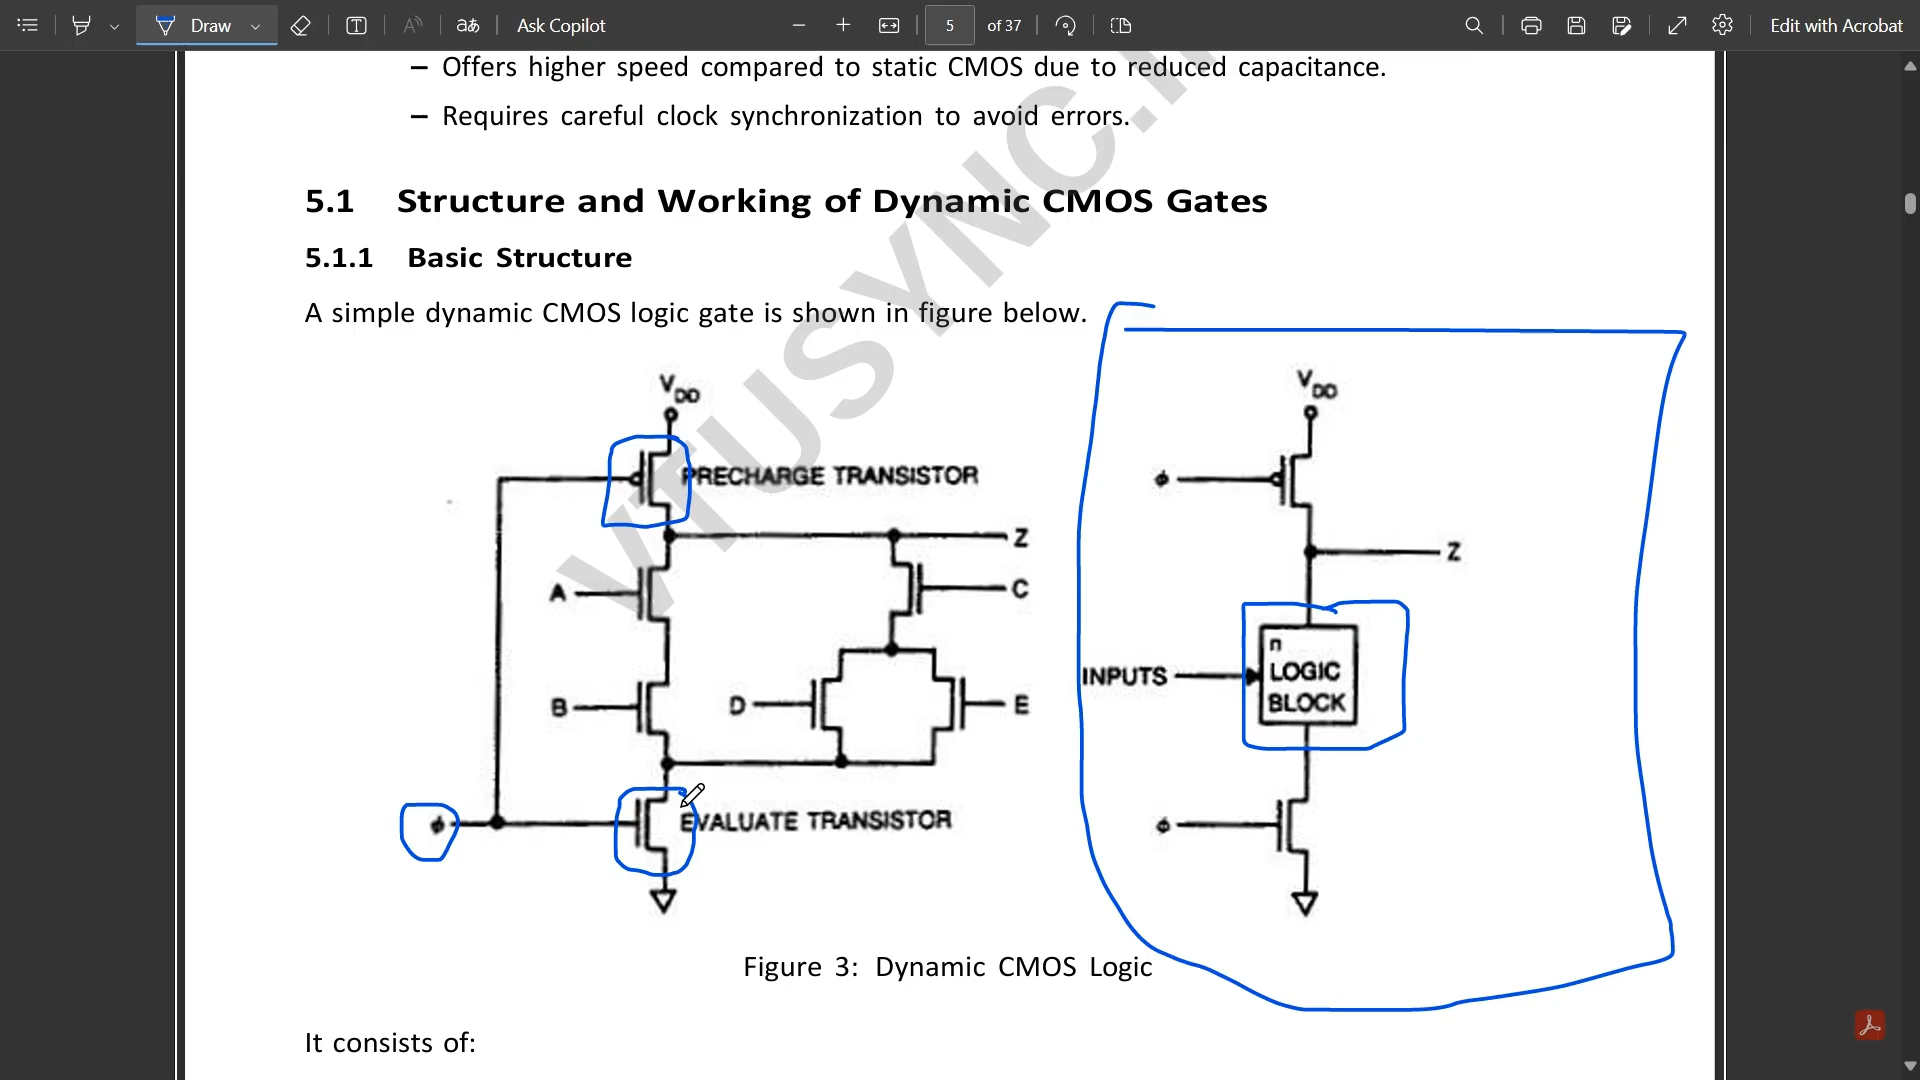 Draw
aあ
Ask Copilot
5
of 37
Edit with Acrobat
– Offers higher speed compared to static CMOS due to reduced capacitance.
– Requires careful clock synchronization to avoid errors.
5.1 Structure and Working of Dynamic CMOS Gates
5.1.1 Basic Structure
A simple dynamic CMOS logic gate is shown in figure below.
VDD
PRECHARGE TRANSISTOR
Z
A
C
B
D
E
ϕ
EVALUATE TRANSISTOR
VDD
ϕ
Z
INPUTS
n
LOGIC
BLOCK
ϕ
Figure 3: Dynamic CMOS Logic
It consists of: